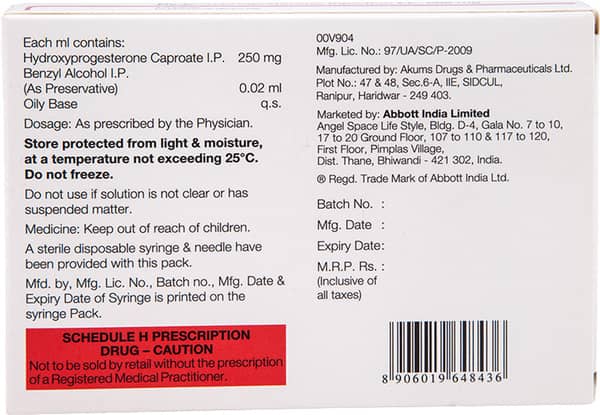 Each ml contains:
Hydroxyprogesterone Caproate I.P. 250 mg
Benzyl Alcohol I.P.
(As Preservative) 0.02 ml
Oily Base q.s.
Dosage: As prescribed by the Physician.
Store protected from light & moisture,
at a temperature not exceeding 25°C.
Do not freeze.
Do not use if solution is not clear or has
suspended matter.
Medicine: Keep out of reach of children.
A sterile disposable syringe & needle have
been provided with this pack.
Mfd. by, Mfg. Lic. No., Batch no., Mfg. Date &
Expiry Date of Syringe is printed on the
syringe Pack.
SCHEDULE H PRESCRIPTION
DRUG – CAUTION
Not to be sold by retail without the prescription
of a Registered Medical Practitioner.
00V904
Mfg. Lic. No.: 97/UA/SC/P-2009
Manufactured by: Akums Drugs & Pharmaceuticals Ltd.
Plot No.: 47 & 48, Sec.6-A, IIE, SIDCUL,
Ranipur, Haridwar - 249 403.
Marketed by: Abbott India Limited
Angel Space Life Style, Bldg. D-4, Gala No. 7 to 10,
17 to 20 Ground Floor, 107 to 110 & 117 to 120,
First Floor, Pimplas Village,
Dist. Thane, Bhiwandi - 421 302, India.
® Regd. Trade Mark of Abbott India Ltd.
Batch No. :
Mfg. Date :
Expiry Date:
M.R.P. Rs. :
(Inclusive of
all taxes)
8 906019 648436